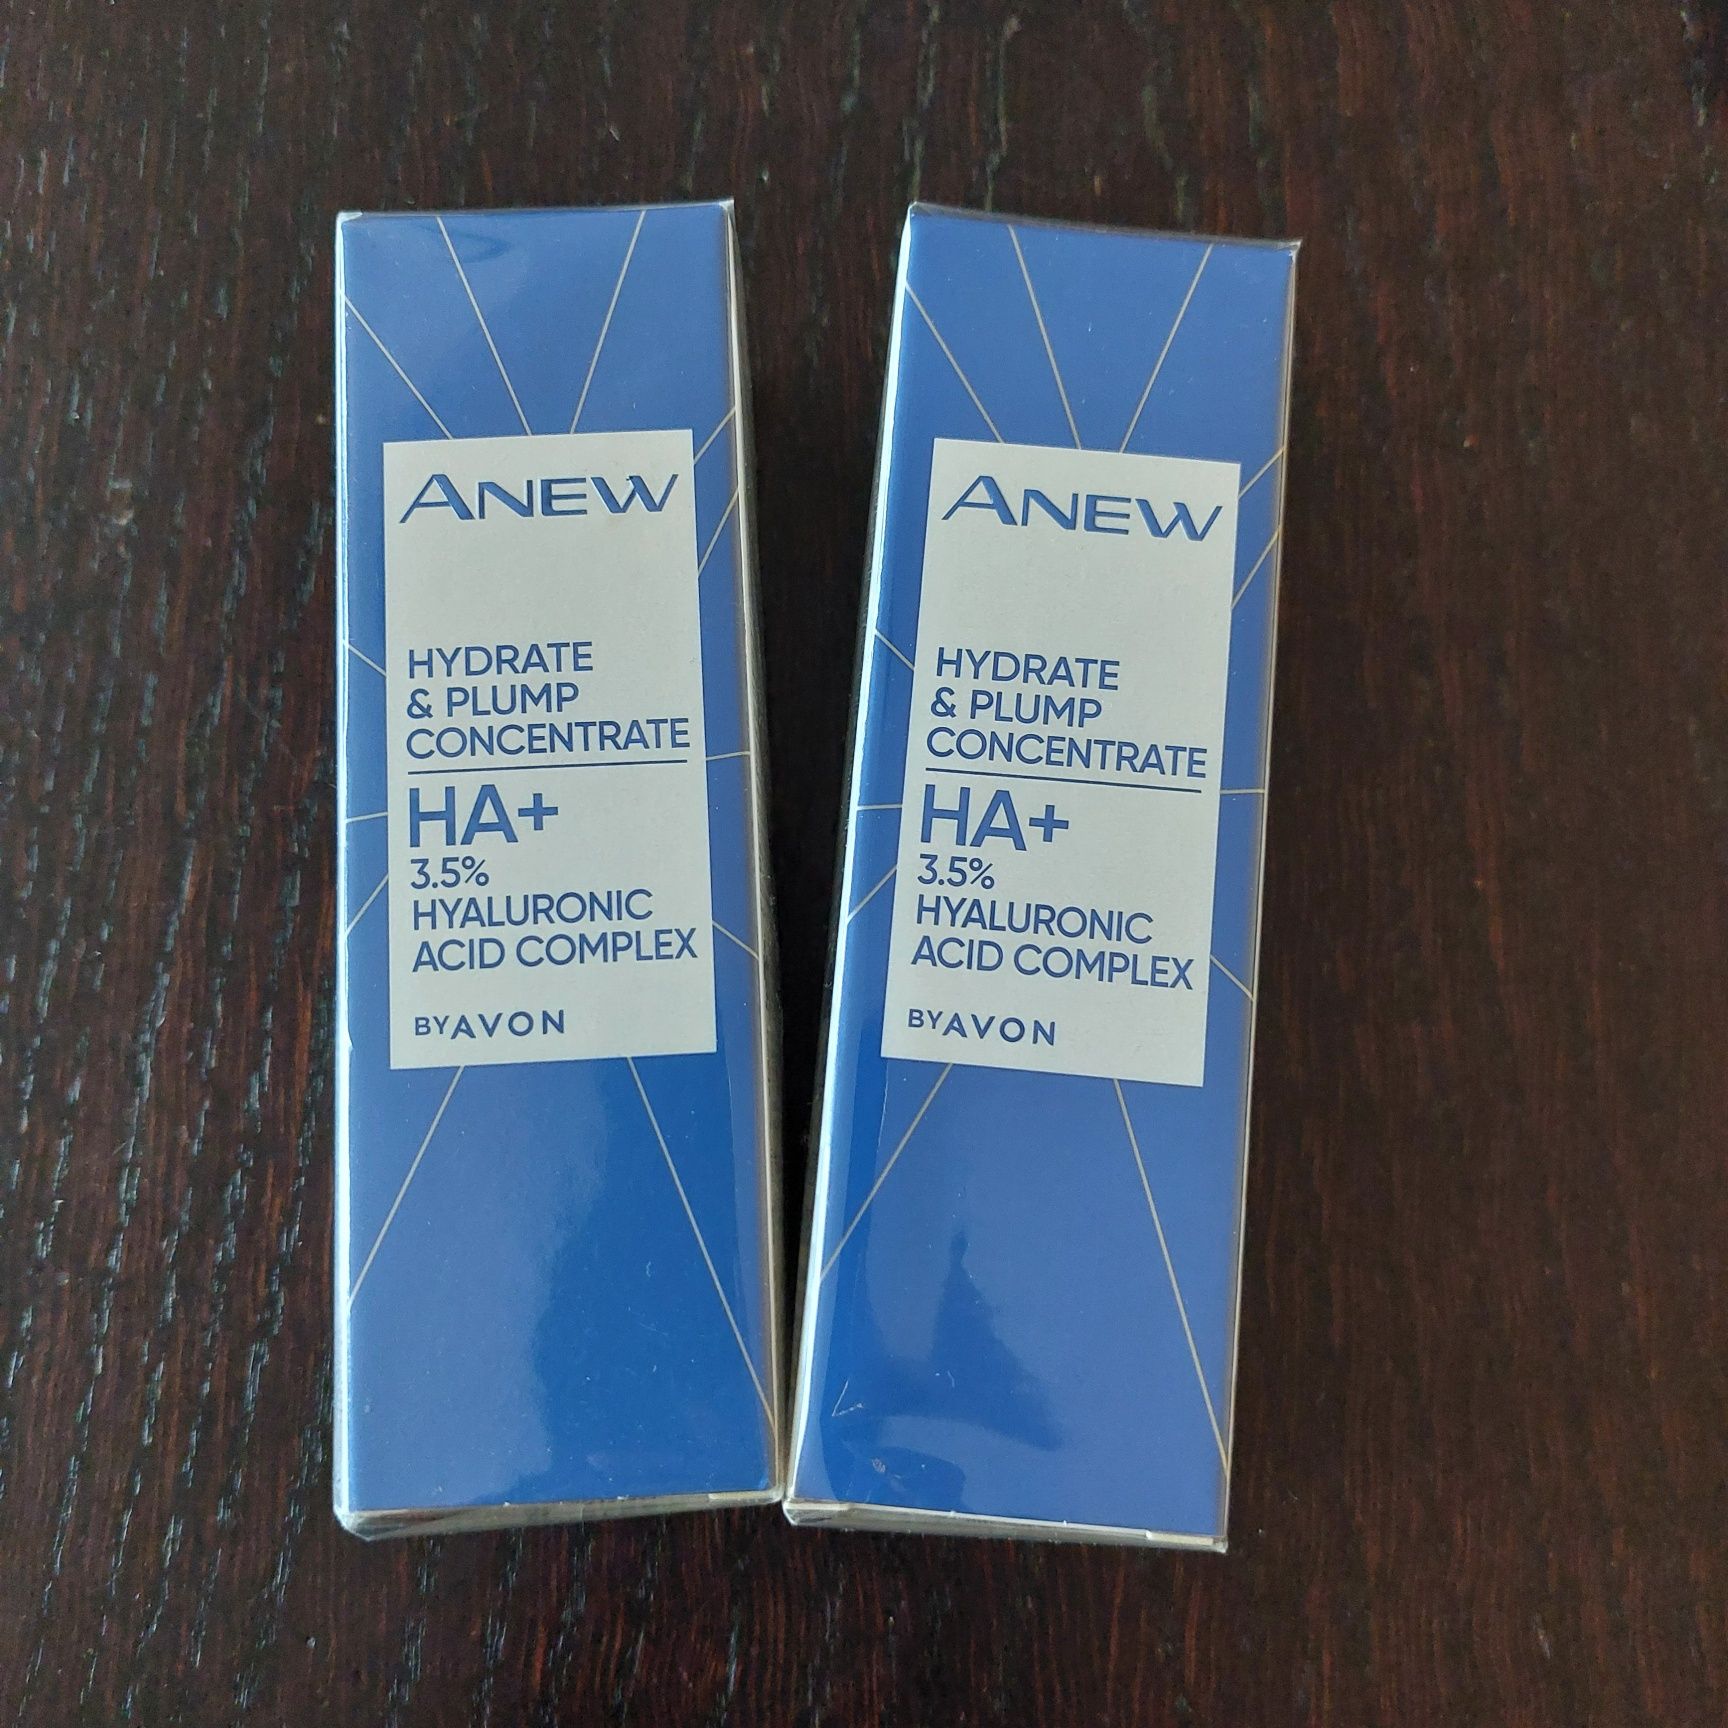 ANEW
HYDRATE
& PLUMP
CONCENTRATE
HA+
3.5%
HYALURONIC
ACID COMPLEX
BY AVON
ANEW
HYDRATE
& PLUMP
CONCENTRATE
HA+
3.5%
HYALURONIC
ACID COMPLEX
BY AVON